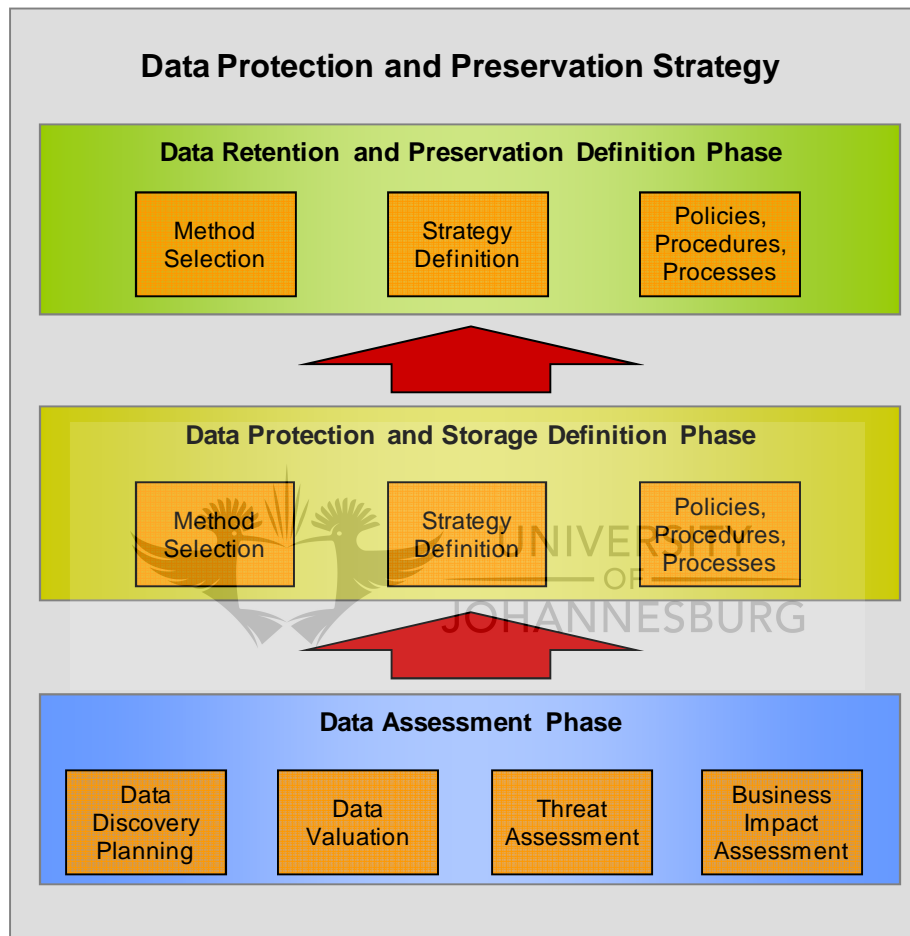 Data Protection and Preservation Strategy
Data Retention and Preservation Definition Phase
Method
Selection
Strategy
Definition
Policies,
Procedures,
Processes
Data Protection and Storage Definition Phase
Method
Selection
Strategy
Definition
Policies,
Procedures,
Processes
UNIVERSITY
OF
JOHANNESBURG
Data Assessment Phase
Data
Discovery
Planning
Data
Valuation
Threat
Assessment
Business
Impact
Assessment